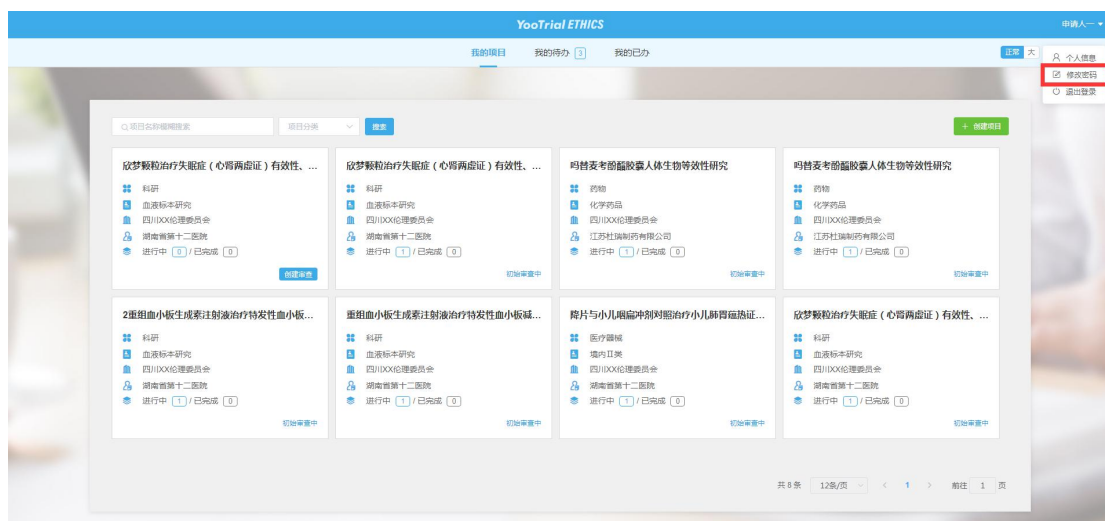 YooTrial ETHICS
申请人一
我的项目 我的待办 3 我的已办
正常 大
个人信息
修改密码
退出登录
项目名称模糊搜索 项目分类 搜索
+ 创建项目
欣梦颗粒治疗失眠症（心肾两虚证）有效性、...
科研
血液标本研究
四川XX伦理委员会
湖南省第十二医院
进行中 0 / 已完成 0
创建审查
欣梦颗粒治疗失眠症（心肾两虚证）有效性、...
科研
血液标本研究
四川XX伦理委员会
湖南省第十二医院
进行中 1 / 已完成 0
初始审查中
吗替麦考酚酯胶囊人体生物等效性研究
药物
化学药品
四川XX伦理委员会
江苏杜瑞制药有限公司
进行中 1 / 已完成 0
初始审查中
吗替麦考酚酯胶囊人体生物等效性研究
药物
化学药品
四川XX伦理委员会
江苏杜瑞制药有限公司
进行中 1 / 已完成 0
初始审查中
2重组血小板生成素注射液治疗特发性血小板...
科研
血液标本研究
四川XX伦理委员会
湖南省第十二医院
进行中 1 / 已完成 0
初始审查中
重组血小板生成素注射液治疗特发性血小板减...
科研
血液标本研究
四川XX伦理委员会
湖南省第十二医院
进行中 1 / 已完成 0
初始审查中
降片与小儿咽扁冲剂对照治疗小儿肺胃蕴热证...
医疗器械
境内II类
四川XX伦理委员会
湖南省第十二医院
进行中 1 / 已完成 0
初始审查中
欣梦颗粒治疗失眠症（心肾两虚证）有效性、...
科研
血液标本研究
四川XX伦理委员会
湖南省第十二医院
进行中 1 / 已完成 0
初始审查中
共 8 条 12条/页 < 1 > 前往 1 页